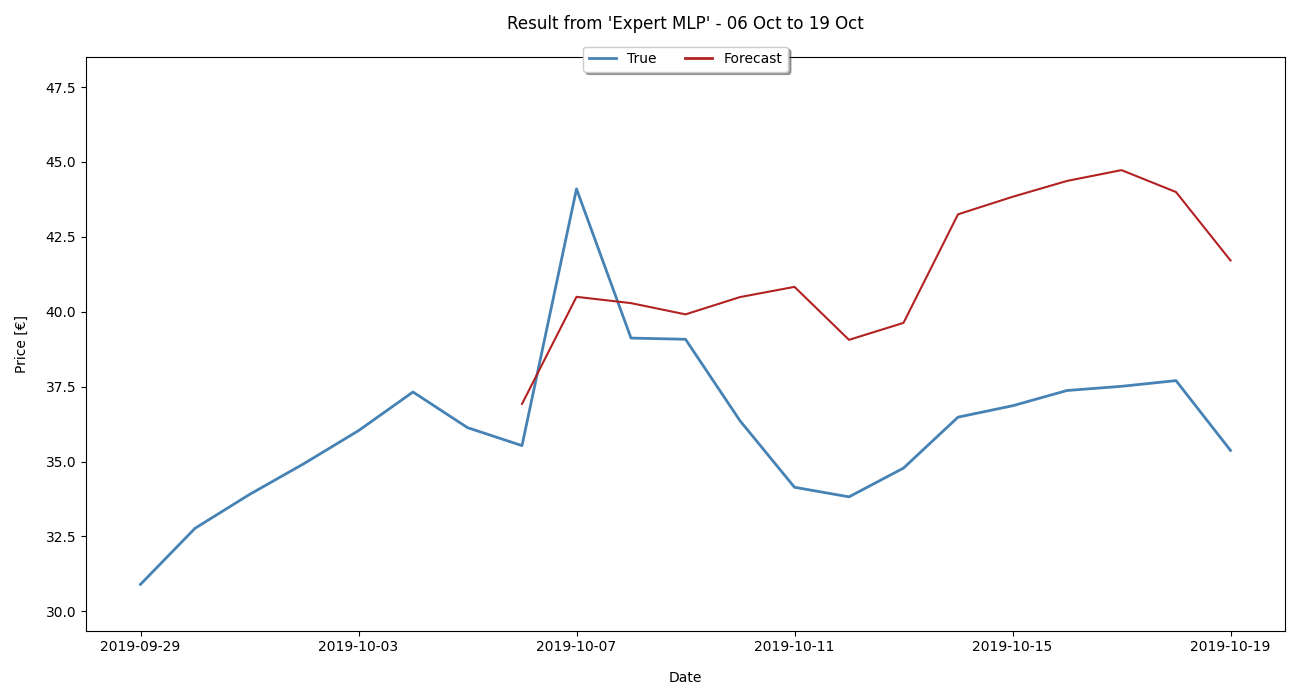 Result from 'Expert MLP' - 06 Oct to 19 Oct
True Forecast
47.5
45.0
42.5
40.0
37.5
35.0
32.5
30.0
Price [€]
2019-09-29 2019-10-03 2019-10-07 2019-10-11 2019-10-15 2019-10-19
Date